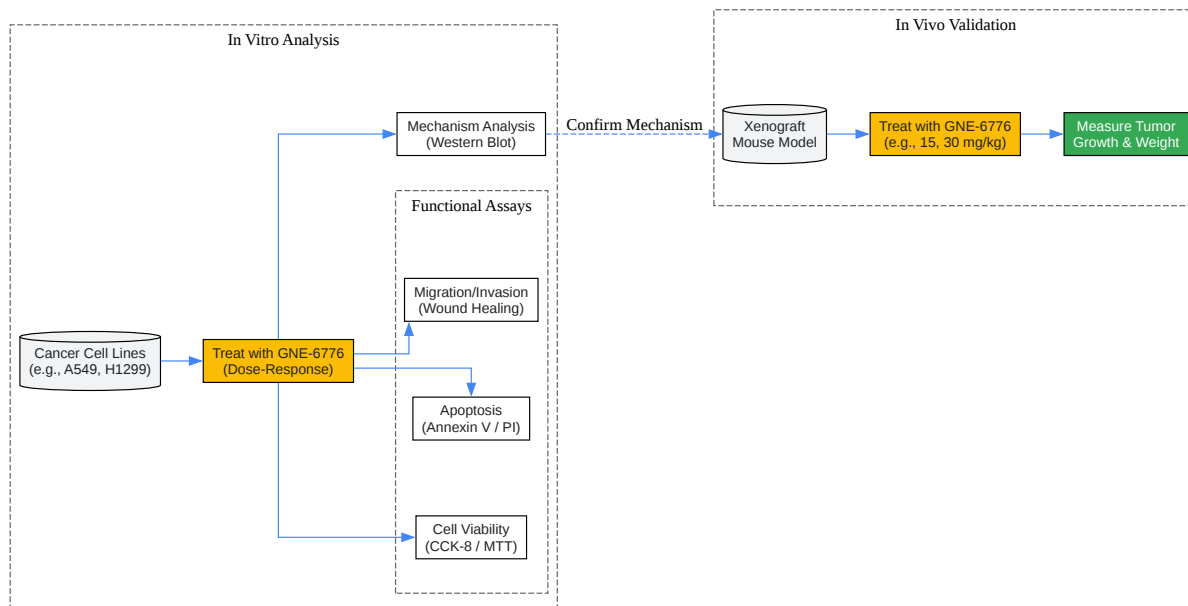 In Vitro Analysis
In Vivo Validation
Mechanism Analysis
(Western Blot)
Confirm Mechanism
Xenograft
Mouse Model
Treat with GNE-6776
(e.g., 15, 30 mg/kg)
Measure Tumor
Growth & Weight
Functional Assays
Migration/Invasion
(Wound Healing)
Cancer Cell Lines
(e.g., A549, H1299)
Treat with GNE-6776
(Dose-Response)
Apoptosis
(Annexin V / PI)
Cell Viability
(CCK-8 / MTT)